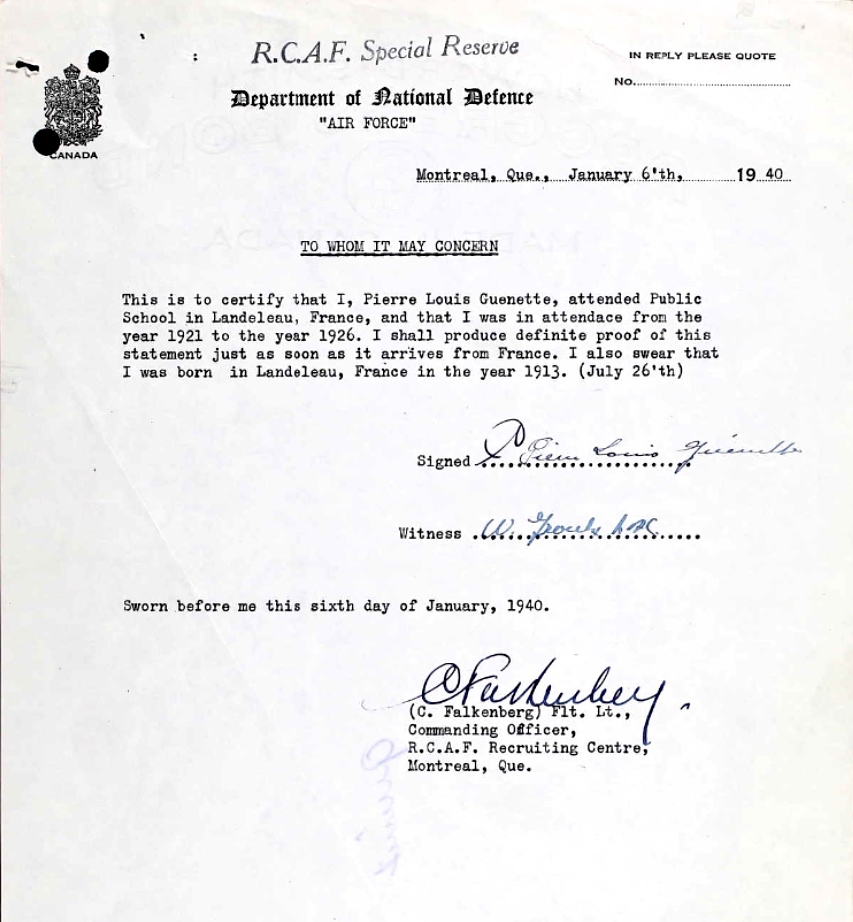 R.C.A.F. Special Reserve
IN REPLY PLEASE QUOTE
No.
Department of National Defence
"AIR FORCE"
CANADA
Montreal, Que., January 6'th, 19 40
TO WHOM IT MAY CONCERN
This is to certify that I, Pierre Louis Guenette, attended Public
School in Landeleau, France, and that I was in attedace from the
year 1921 to the year 1926. I shall produce definite proof of this
statement just as soon as it arrives from France. I also swear that
I was born in Landeleau, France in the year 1913. (July 26'th)
Signed Pierre Louis Guenette
Witness W.
Sworn before me this sixth day of January, 1940.
C Falkenberg
(C. Falkenberg) Flt. Lt.,
Commanding Officer,
R.C.A.F. Recruiting Centre,
Montreal, Que.